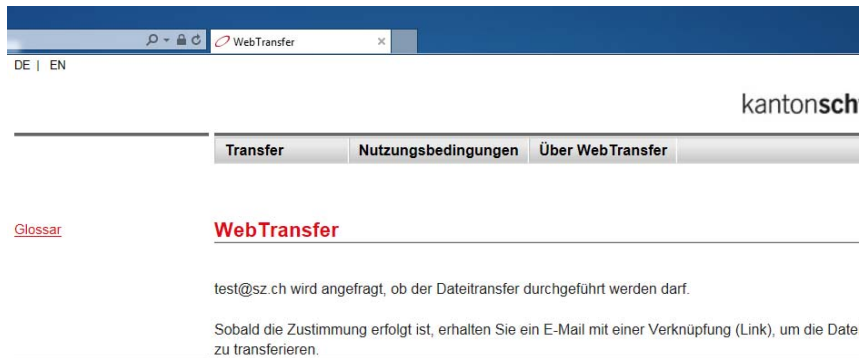 WebTransfer
DE | EN
kantonsch
Transfer Nutzungsbedingungen Über WebTransfer
Glossar
WebTransfer
test@sz.ch wird angefragt, ob der Dateitransfer durchgeführt werden darf.
Sobald die Zustimmung erfolgt ist, erhalten Sie ein E-Mail mit einer Verknüpfung (Link), um die Date
zu transferieren.